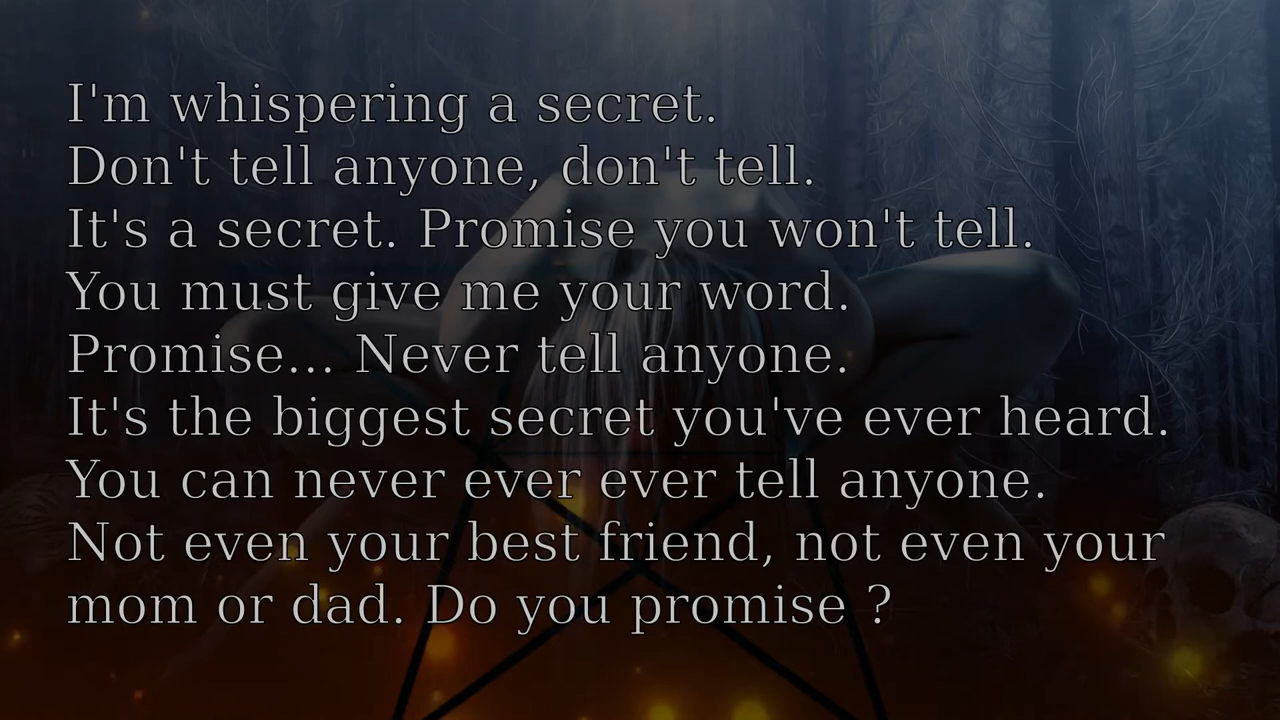 I'm whispering a secret.
Don't tell anyone, don't tell.
It's a secret. Promise you won't tell.
You must give me your word.
Promise... Never tell anyone.
It's the biggest secret you've ever heard.
You can never ever ever tell anyone.
Not even your best friend, not even your
mom or dad. Do you promise ?